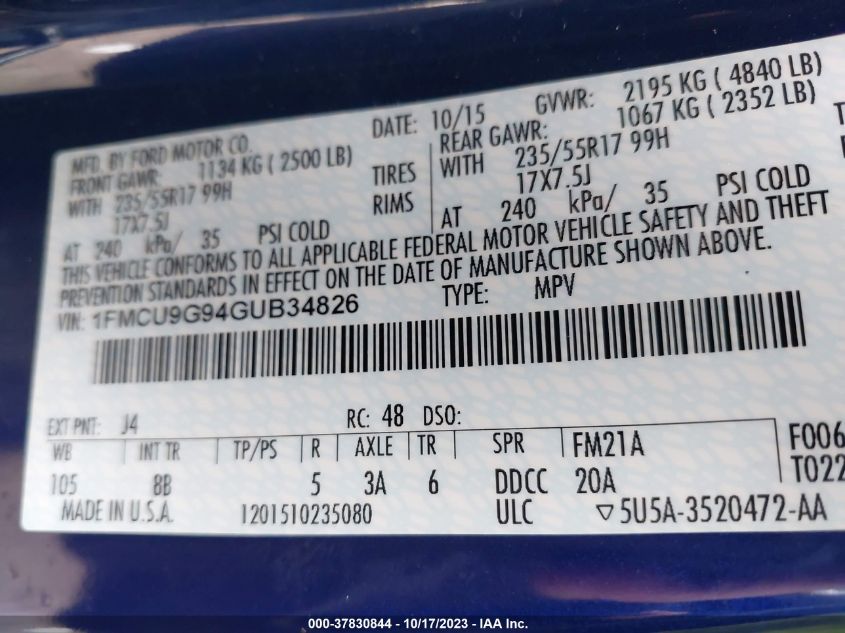 MFD. BY FORD MOTOR CO.
DATE: 10/15 GVWR: 2195 KG ( 4840 LB)
FRONT GAWR: 1134 KG ( 2500 LB)
REAR GAWR: 1067 KG ( 2352 LB)
WITH 235/55R17 99H TIRES WITH 235/55R17 99H
17X7.5J RIMS 17X7.5J
AT 240 kPa/ 35 PSI COLD AT 240 kPa/ 35 PSI COLD
THIS VEHICLE CONFORMS TO ALL APPLICABLE FEDERAL MOTOR VEHICLE SAFETY AND THEFT
PREVENTION STANDARDS IN EFFECT ON THE DATE OF MANUFACTURE SHOWN ABOVE.
VIN: 1FMCU9G94GUB34826 TYPE: MPV
EXT PNT: J4 RC: 48 DSO:
WB INT TR TP/PS R AXLE TR SPR FM21A F006
105 8B 5 3A 6 DDCC 20A T022
MADE IN U.S.A. 1201510235080 ULC ▽5U5A-3520472-AA
000-37830844 - 10/17/2023 - IAA Inc.